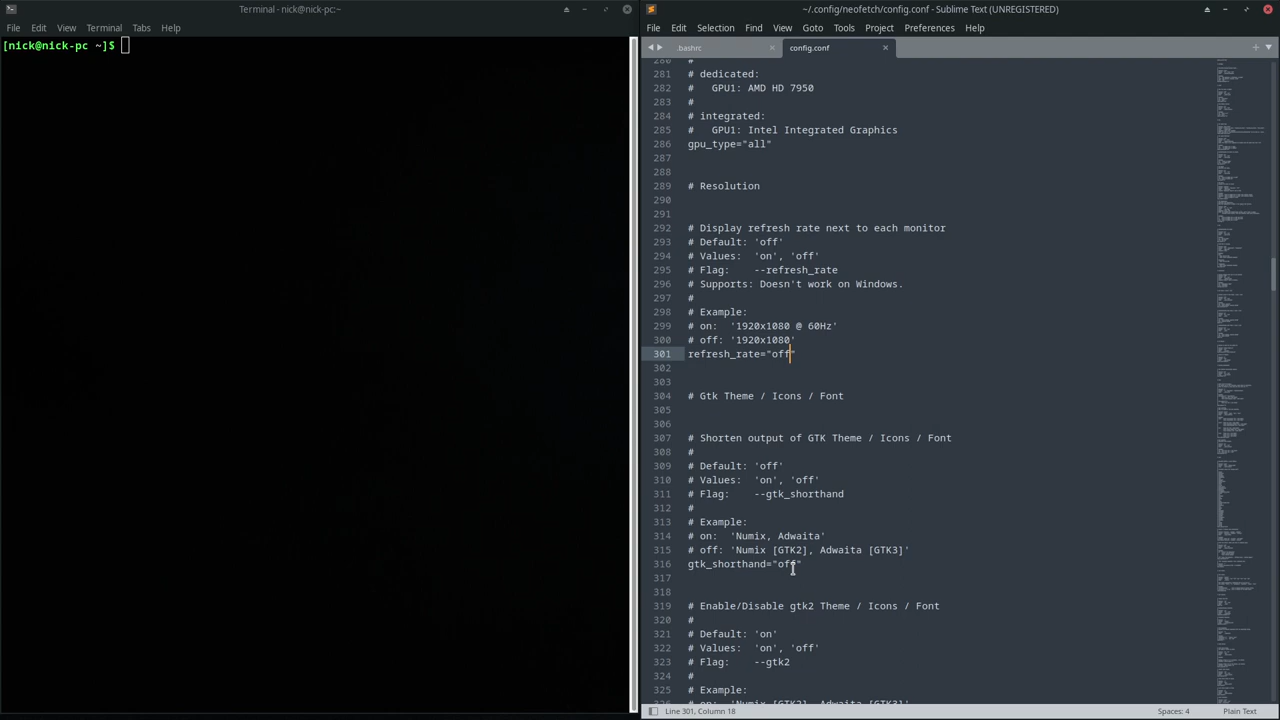 Terminal - nick@nick-pc:~
File Edit View Terminal Tabs Help
[nick@nick-pc ~]$
~/.config/neofetch/config.conf - Sublime Text (UNREGISTERED)
File Edit Selection Find View Goto Tools Project Preferences Help
.bashrc
config.conf
280 #
281 # dedicated:
282 #   GPU1: AMD HD 7950
283 #
284 # integrated:
285 #   GPU1: Intel Integrated Graphics
286 gpu_type="all"
287
288
289 # Resolution
290
291
292 # Display refresh rate next to each monitor
293 # Default: 'off'
294 # Values:  'on', 'off'
295 # Flag:    --refresh_rate
296 # Supports: Doesn't work on Windows.
297 #
298 # Example:
299 # on:  '1920x1080 @ 60Hz'
300 # off: '1920x1080'
301 refresh_rate="off"
302
303
304 # Gtk Theme / Icons / Font
305
306
307 # Shorten output of GTK Theme / Icons / Font
308 #
309 # Default: 'off'
310 # Values:  'on', 'off'
311 # Flag:    --gtk_shorthand
312 #
313 # Example:
314 # on:  'Numix, Adwaita'
315 # off: 'Numix [GTK2], Adwaita [GTK3]'
316 gtk_shorthand="off"
317
318
319 # Enable/Disable gtk2 Theme / Icons / Font
320 #
321 # Default: 'on'
322 # Values:  'on', 'off'
323 # Flag:    --gtk2
324 #
325 # Example:
# on:  'Numix [GTK2], Adwaita [GTK3]'
Line 301, Column 18
Spaces: 4
Plain Text